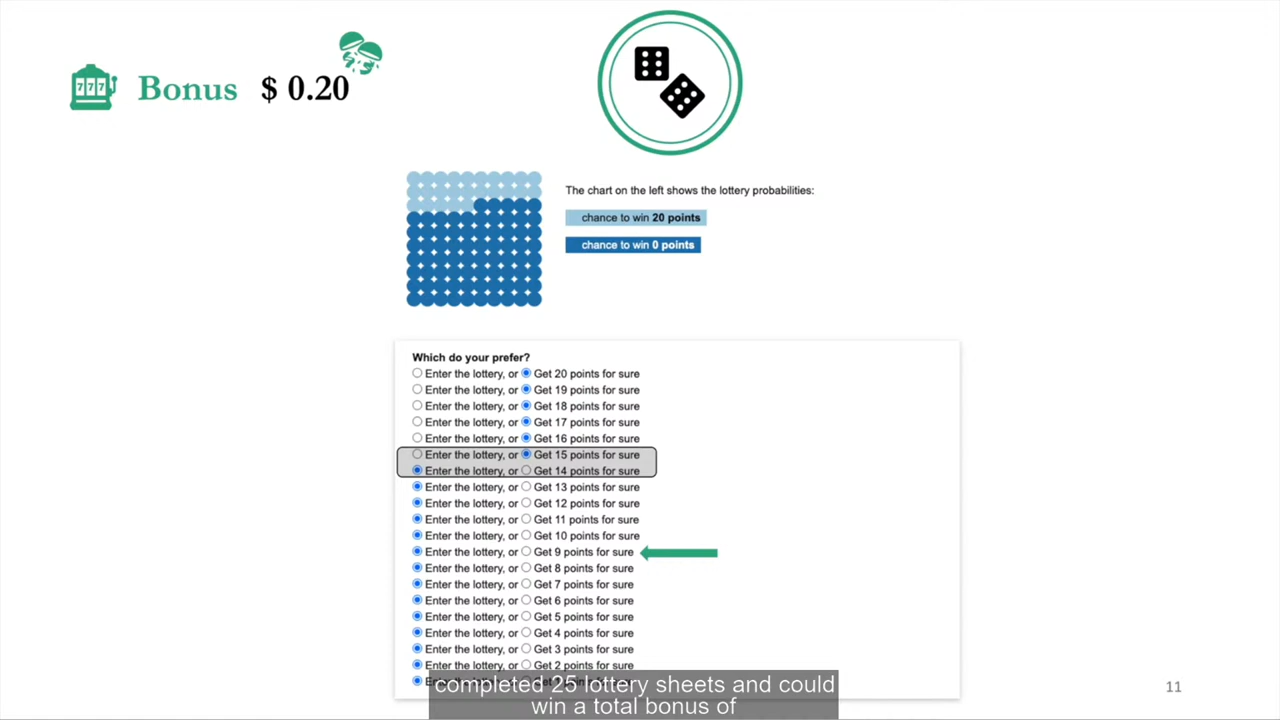 777
Bonus $ 0.20
The chart on the left shows the lottery probabilities:
chance to win 20 points
chance to win 0 points
Which do your prefer?
Enter the lottery, or Get 20 points for sure
Enter the lottery, or Get 19 points for sure
Enter the lottery, or Get 18 points for sure
Enter the lottery, or Get 17 points for sure
Enter the lottery, or Get 16 points for sure
Enter the lottery, or Get 15 points for sure
Enter the lottery, or Get 14 points for sure
Enter the lottery, or Get 13 points for sure
Enter the lottery, or Get 12 points for sure
Enter the lottery, or Get 11 points for sure
Enter the lottery, or Get 10 points for sure
Enter the lottery, or Get 9 points for sure
Enter the lottery, or Get 8 points for sure
Enter the lottery, or Get 7 points for sure
Enter the lottery, or Get 6 points for sure
Enter the lottery, or Get 5 points for sure
Enter the lottery, or Get 4 points for sure
Enter the lottery, or Get 3 points for sure
Enter the lottery, or Get 2 points for sure
completed 25 lottery sheets and could
win a total bonus of
11